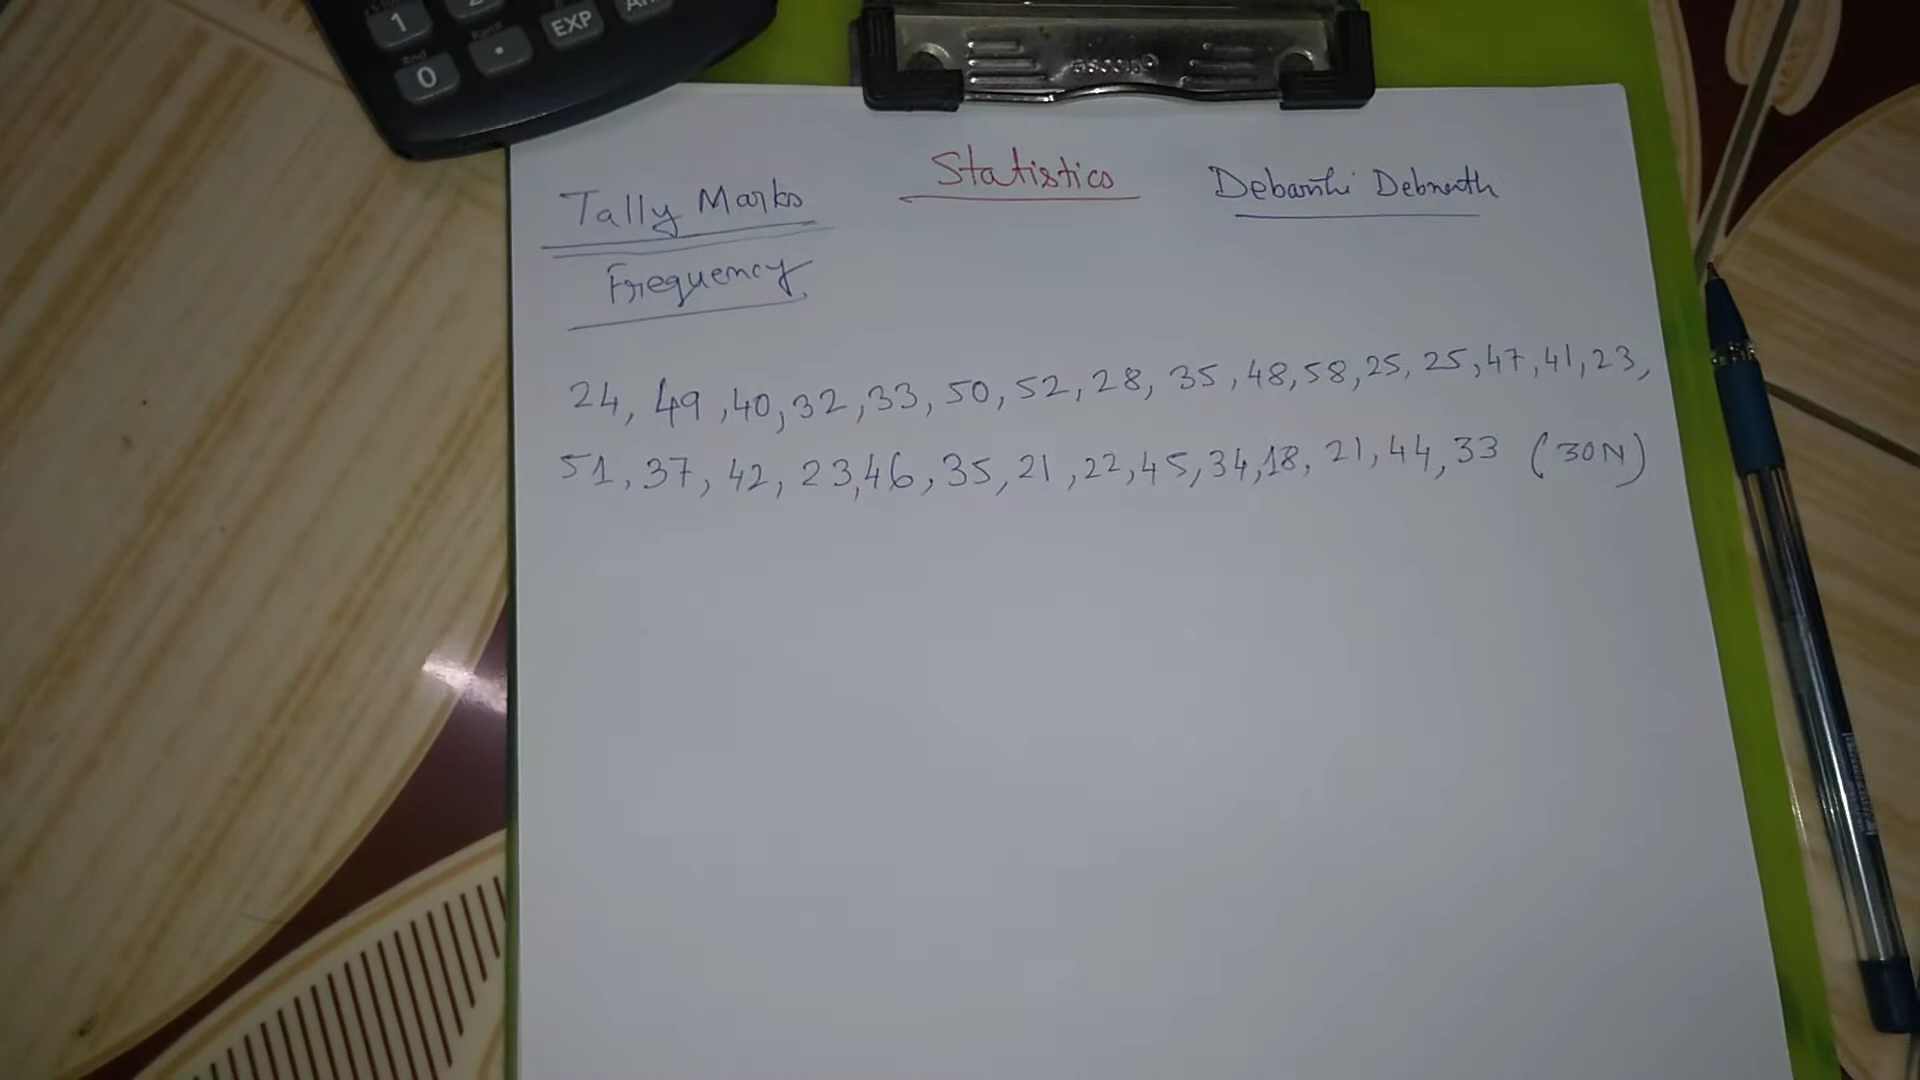 1
0
.
EXP
Statistics
Tally Marks
Debarshi Debnath
Frequency
24, 49, 40, 32, 33, 50, 52, 28, 35, 48, 58, 25, 25, 47, 41, 23,
51, 37, 42, 23, 46, 35, 21, 22, 45, 34, 18, 21, 44, 33 (30N)